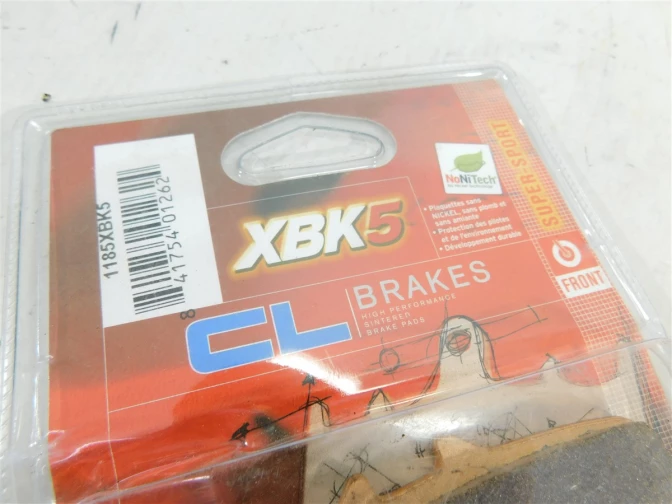 1185XBK5
8 41754 01262
XBK5
NoNiTech
• Plaquettes sans
NICKEL, sans plomb et
sans amiante
• Protection des pilotes
et de l'environnement
• Développement durable
SUPER SPORT
FRONT
CL
BRAKES
HIGH PERFORMANCE
SINTERED
BRAKE PADS